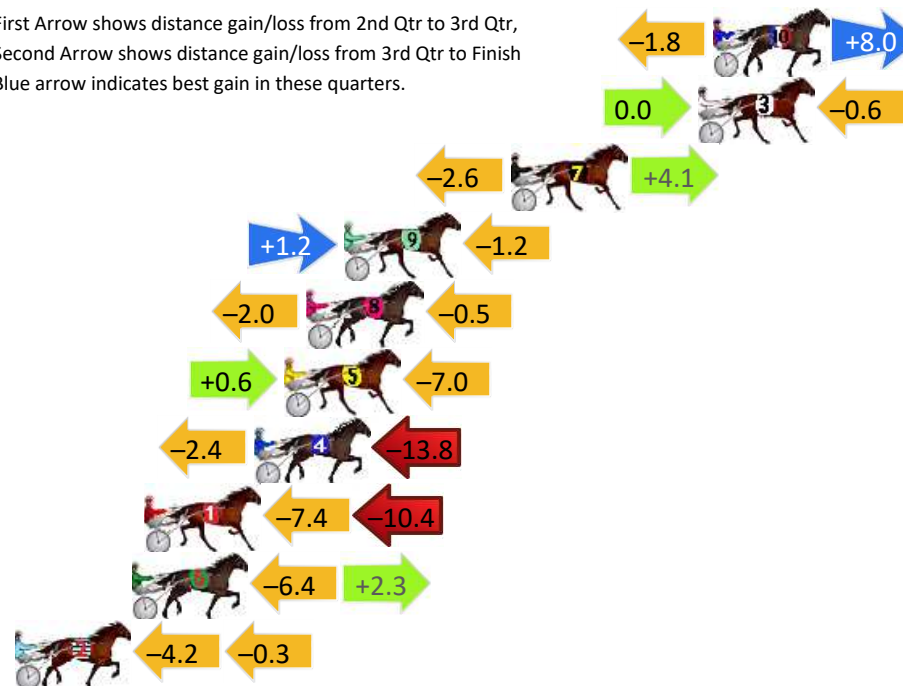 First Arrow shows distance gain/loss from 2nd Qtr to 3rd Qtr,
Second Arrow shows distance gain/loss from 3rd Qtr to Finish
Blue arrow indicates best gain in these quarters.
–1.8 10 +8.0
0.0 3 –0.6
–2.6 7 +4.1
+1.2 9 –1.2
–2.0 8 –0.5
+0.6 5 –7.0
–2.4 4 –13.8
1 –7.4 –10.4
6 –6.4 +2.3
2 –4.2 –0.3